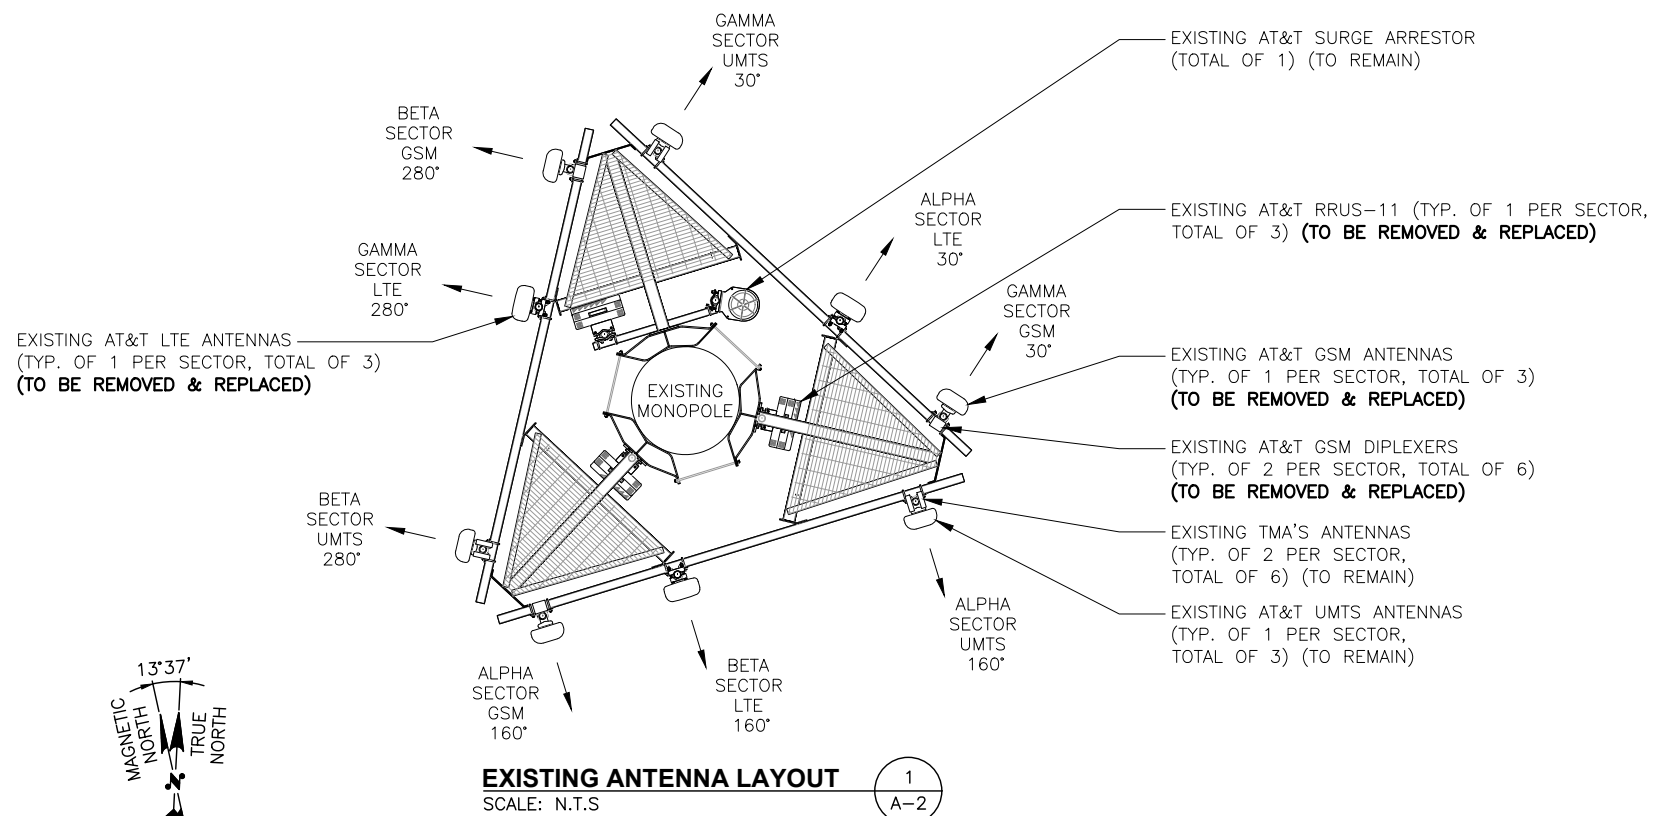 GAMMA
SECTOR
UMTS
30°
EXISTING AT&T SURGE ARRESTOR
(TOTAL OF 1) (TO REMAIN)
BETA
SECTOR
GSM
280°
ALPHA
SECTOR
LTE
30°
EXISTING AT&T RRUS-11 (TYP. OF 1 PER SECTOR,
TOTAL OF 3) (TO BE REMOVED & REPLACED)
GAMMA
SECTOR
LTE
280°
GAMMA
SECTOR
GSM
30°
EXISTING AT&T LTE ANTENNAS
(TYP. OF 1 PER SECTOR, TOTAL OF 3)
(TO BE REMOVED & REPLACED)
EXISTING
MONOPOLE
EXISTING AT&T GSM ANTENNAS
(TYP. OF 1 PER SECTOR, TOTAL OF 3)
(TO BE REMOVED & REPLACED)
EXISTING AT&T GSM DIPLEXERS
(TYP. OF 2 PER SECTOR, TOTAL OF 6)
(TO BE REMOVED & REPLACED)
BETA
SECTOR
UMTS
280°
EXISTING TMA'S ANTENNAS
(TYP. OF 2 PER SECTOR,
TOTAL OF 6) (TO REMAIN)
ALPHA
SECTOR
UMTS
160°
EXISTING AT&T UMTS ANTENNAS
(TYP. OF 1 PER SECTOR,
TOTAL OF 3) (TO REMAIN)
ALPHA
SECTOR
GSM
160°
BETA
SECTOR
LTE
160°
13°37'
MAGNETIC
NORTH
TRUE
NORTH
N
EXISTING ANTENNA LAYOUT
SCALE: N.T.S
1
A-2